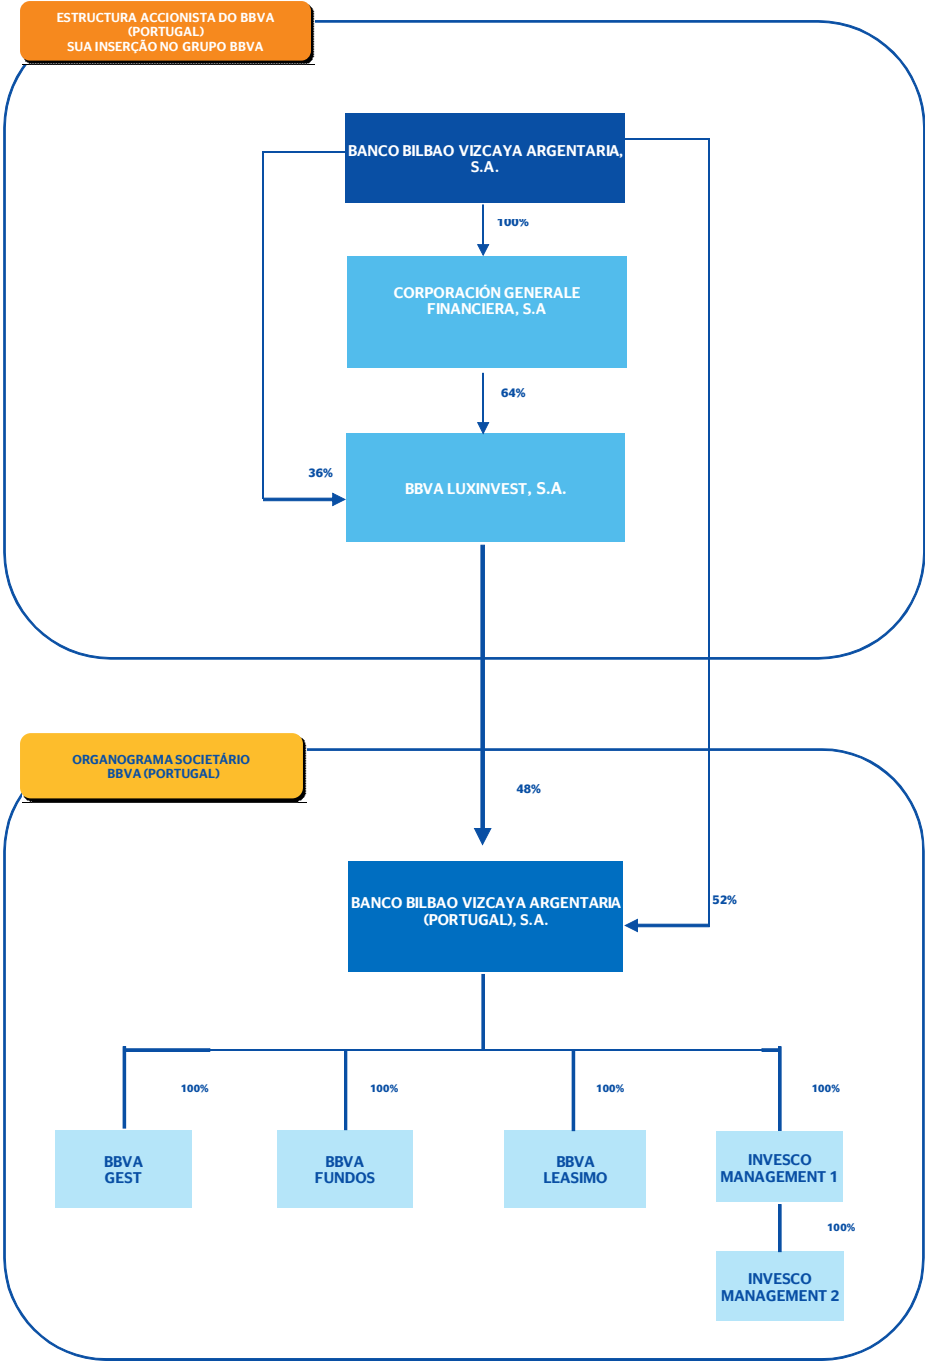 ESTRUCTURA ACCIONISTA DO BBVA
(PORTUGAL)
SUA INSERÇÃO NO GRUPO BBVA
BANCO BILBAO VIZCAYA ARGENTARIA,
S.A.
100%
CORPORACIÓN GENERALE
FINANCIERA, S.A
64%
36%
BBVA LUXINVEST, S.A.
ORGANOGRAMA SOCIETÁRIO
BBVA (PORTUGAL)
48%
BANCO BILBAO VIZCAYA ARGENTARIA
(PORTUGAL), S.A.
52%
100%
100%
100%
100%
BBVA
GEST
BBVA
FUNDOS
BBVA
LEASIMO
INVESCO
MANAGEMENT 1
100%
INVESCO
MANAGEMENT 2